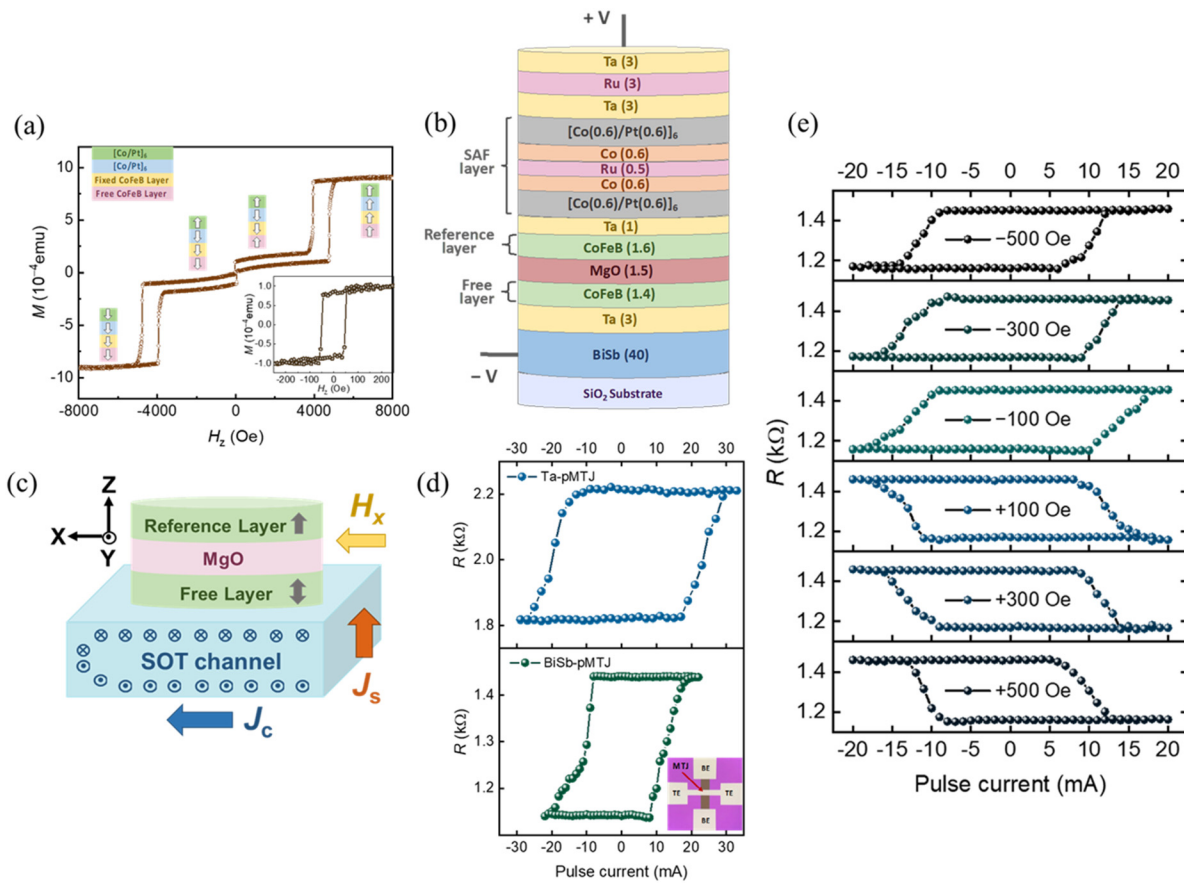 (a)
[Co/Pt]₆
[Co/Pt]₆
Fixed CoFeB Layer
Free CoFeB Layer
M (10⁻⁴emu)
10
5
0
-5
-10
-8000 -4000 0 4000 8000
H_z (Oe)
M (10⁻⁴emu)
1.0
0.5
0.0
-0.5
-1.0
-200 0 200
H_z (Oe)
(b)
+ V
Ta (3)
Ru (3)
Ta (3)
[Co(0.6)/Pt(0.6)]₆
Co (0.6)
Ru (0.5)
Co (0.6)
[Co(0.6)/Pt(0.6)]₆
Ta (1)
CoFeB (1.6)
MgO (1.5)
CoFeB (1.4)
Ta (3)
BiSb (40)
SiO₂ Substrate
SAF
layer
Reference
layer
Free
layer
− V
(c)
Z
X
Y
Reference Layer
MgO
Free Layer
SOT channel
H_x
J_s
J_c
(d)
-30 -20 -10 0 10 20 30
Ta-pMTJ
R (kΩ)
2.2
2.0
1.8
BiSb-pMTJ
R (kΩ)
1.4
1.3
1.2
MTJ
BE
TE
TE
BE
-30 -20 -10 0 10 20 30
Pulse current (mA)
(e)
-20 -15 -10 -5 0 5 10 15 20
R (kΩ)
1.4
1.2
−500 Oe
1.4
1.2
−300 Oe
1.4
1.2
−100 Oe
1.4
1.2
+100 Oe
1.4
1.2
+300 Oe
1.4
1.2
+500 Oe
-20 -15 -10 -5 0 5 10 15 20
Pulse current (mA)